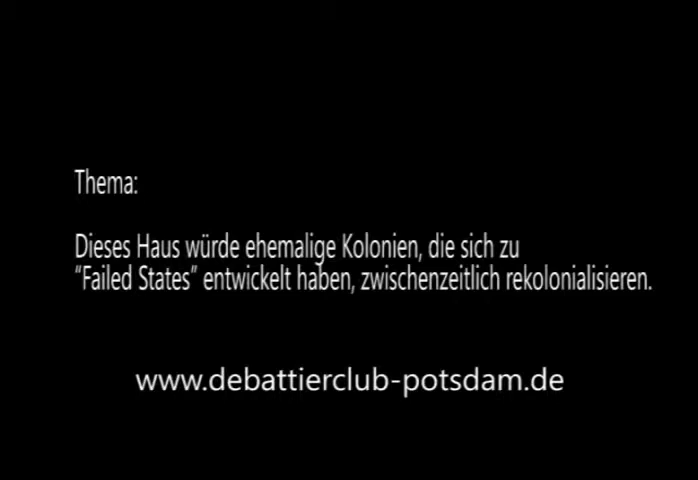 Thema:
Dieses Haus würde ehemalige Kolonien, die sich zu
“Failed States” entwickelt haben, zwischenzeitlich rekolonialisieren.
www.debattierclub-potsdam.de